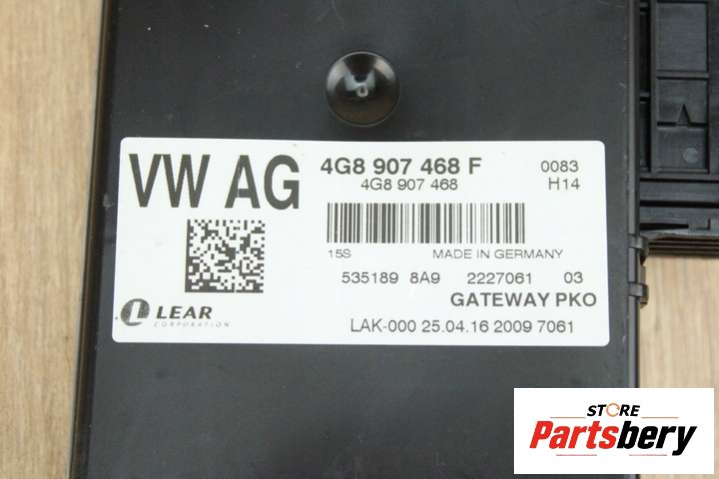 VW AG
4G8 907 468 F 0083
4G8 907 468 H14
15S MADE IN GERMANY
535189 8A9 2227061 03
GATEWAY PKO
LEAR
CORPORATION
LAK-000 25.04.16 2009 7061
STORE
Partsbery